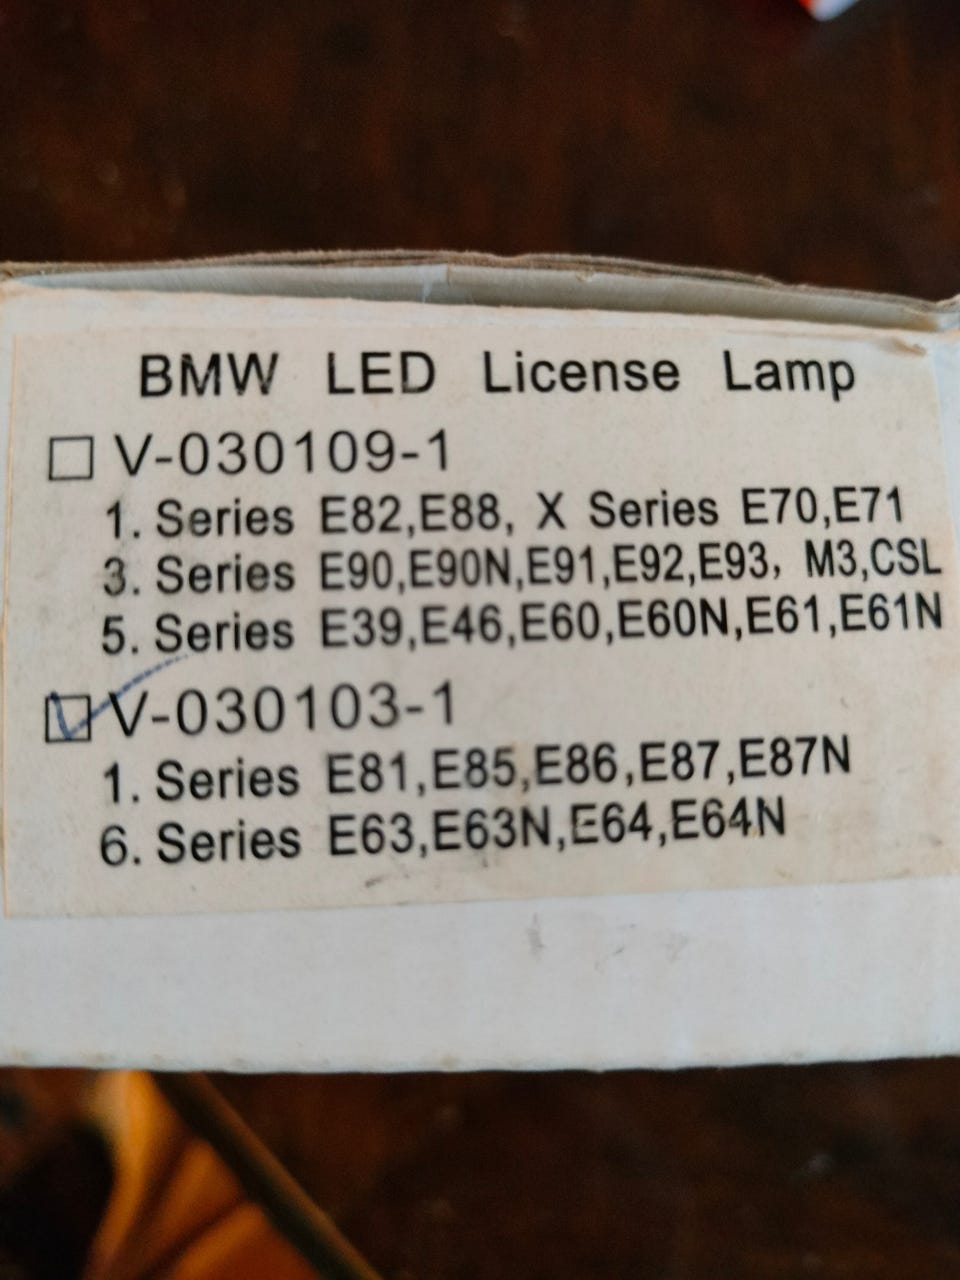 BMW LED License Lamp
☐ V-030109-1
1. Series E82,E88, X Series E70,E71
3. Series E90,E90N,E91,E92,E93, M3,CSL
5. Series E39,E46,E60,E60N,E61,E61N
☑ V-030103-1
1. Series E81,E85,E86,E87,E87N
6. Series E63,E63N,E64,E64N